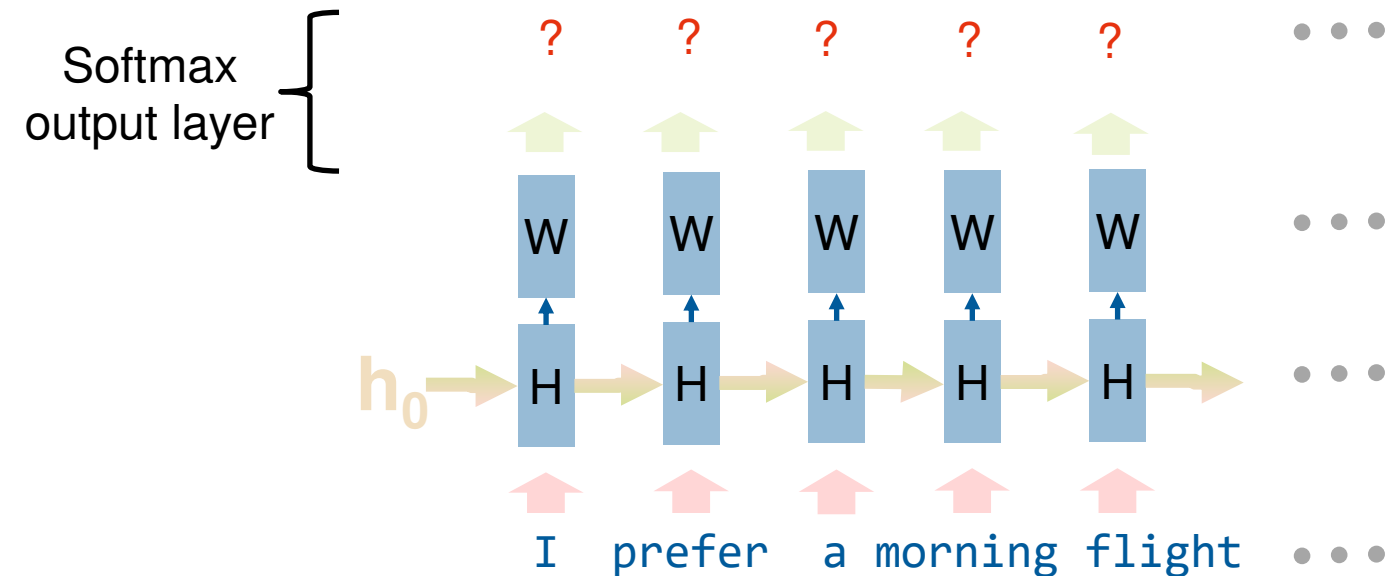 ? ? ? ? ?
Softmax
output layer
W W W W W
h0 H H H H H
I prefer a morning flight